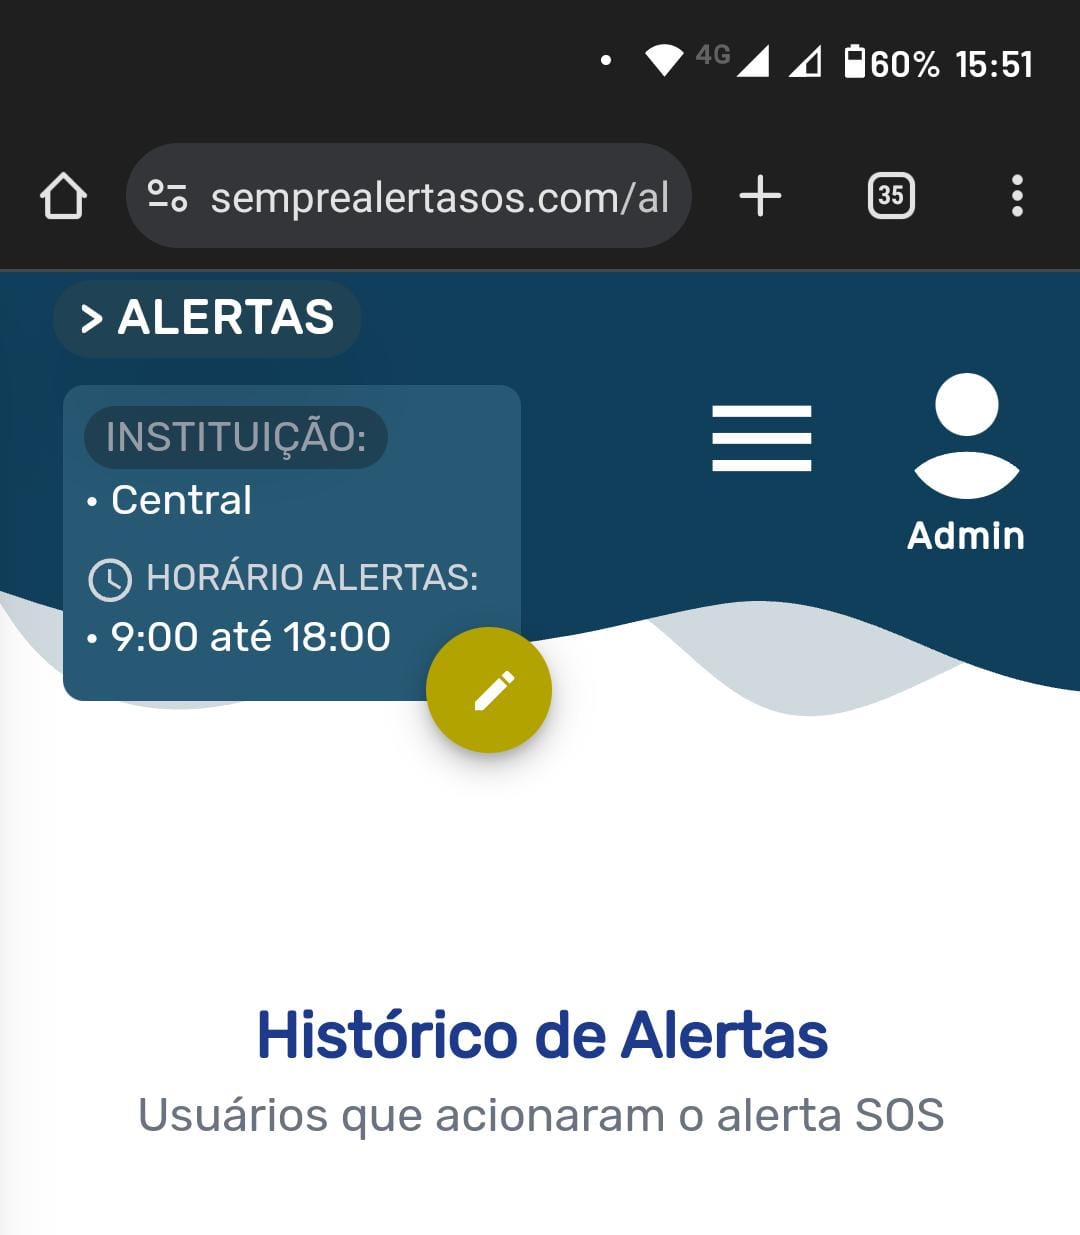 4G 60% 15:51
semprealertasos.com/al
35
> ALERTAS
INSTITUIÇÃO:
• Central
HORÁRIO ALERTAS:
• 9:00 até 18:00
Admin
Histórico de Alertas
Usuários que acionaram o alerta SOS